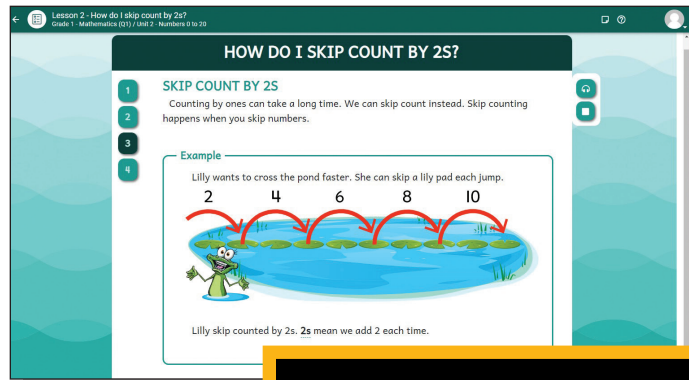 Lesson 2 - How do I skip count by 2s?
Grade 1 - Mathematics (Q1) / Unit 2 - Numbers 0 to 20
HOW DO I SKIP COUNT BY 2S?
1
2
3
4
SKIP COUNT BY 2S
Counting by ones can take a long time. We can skip count instead. Skip counting
happens when you skip numbers.
Example
Lilly wants to cross the pond faster. She can skip a lily pad each jump.
2 4 6 8 10
Lilly skip counted by 2s. 2s mean we add 2 each time.